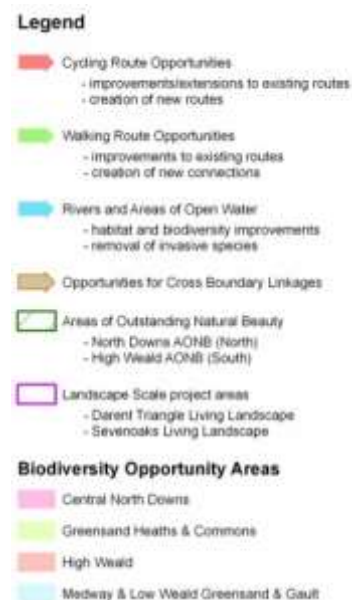 Legend
Cycling Route Opportunities
- improvements/extensions to existing routes
- creation of new routes
Walking Route Opportunities
- improvements to existing routes
- creation of new connections
Rivers and Areas of Open Water
- habitat and biodiversity improvements
- removal of invasive species
Opportunities for Cross Boundary Linkages
Areas of Outstanding Natural Beauty
- North Downs AONB (North)
- High Weald AONB (South)
Landscape Scale project areas
- Darent Triangle Living Landscape
- Sevenoaks Living Landscape
Biodiversity Opportunity Areas
Central North Downs
Greensand Heaths & Commons
High Weald
Medway & Low Weald Greensand & Gault